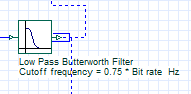 Low Pass Butterworth Filter
Cutoff frequency = 0.75 * Bit rate  Hz